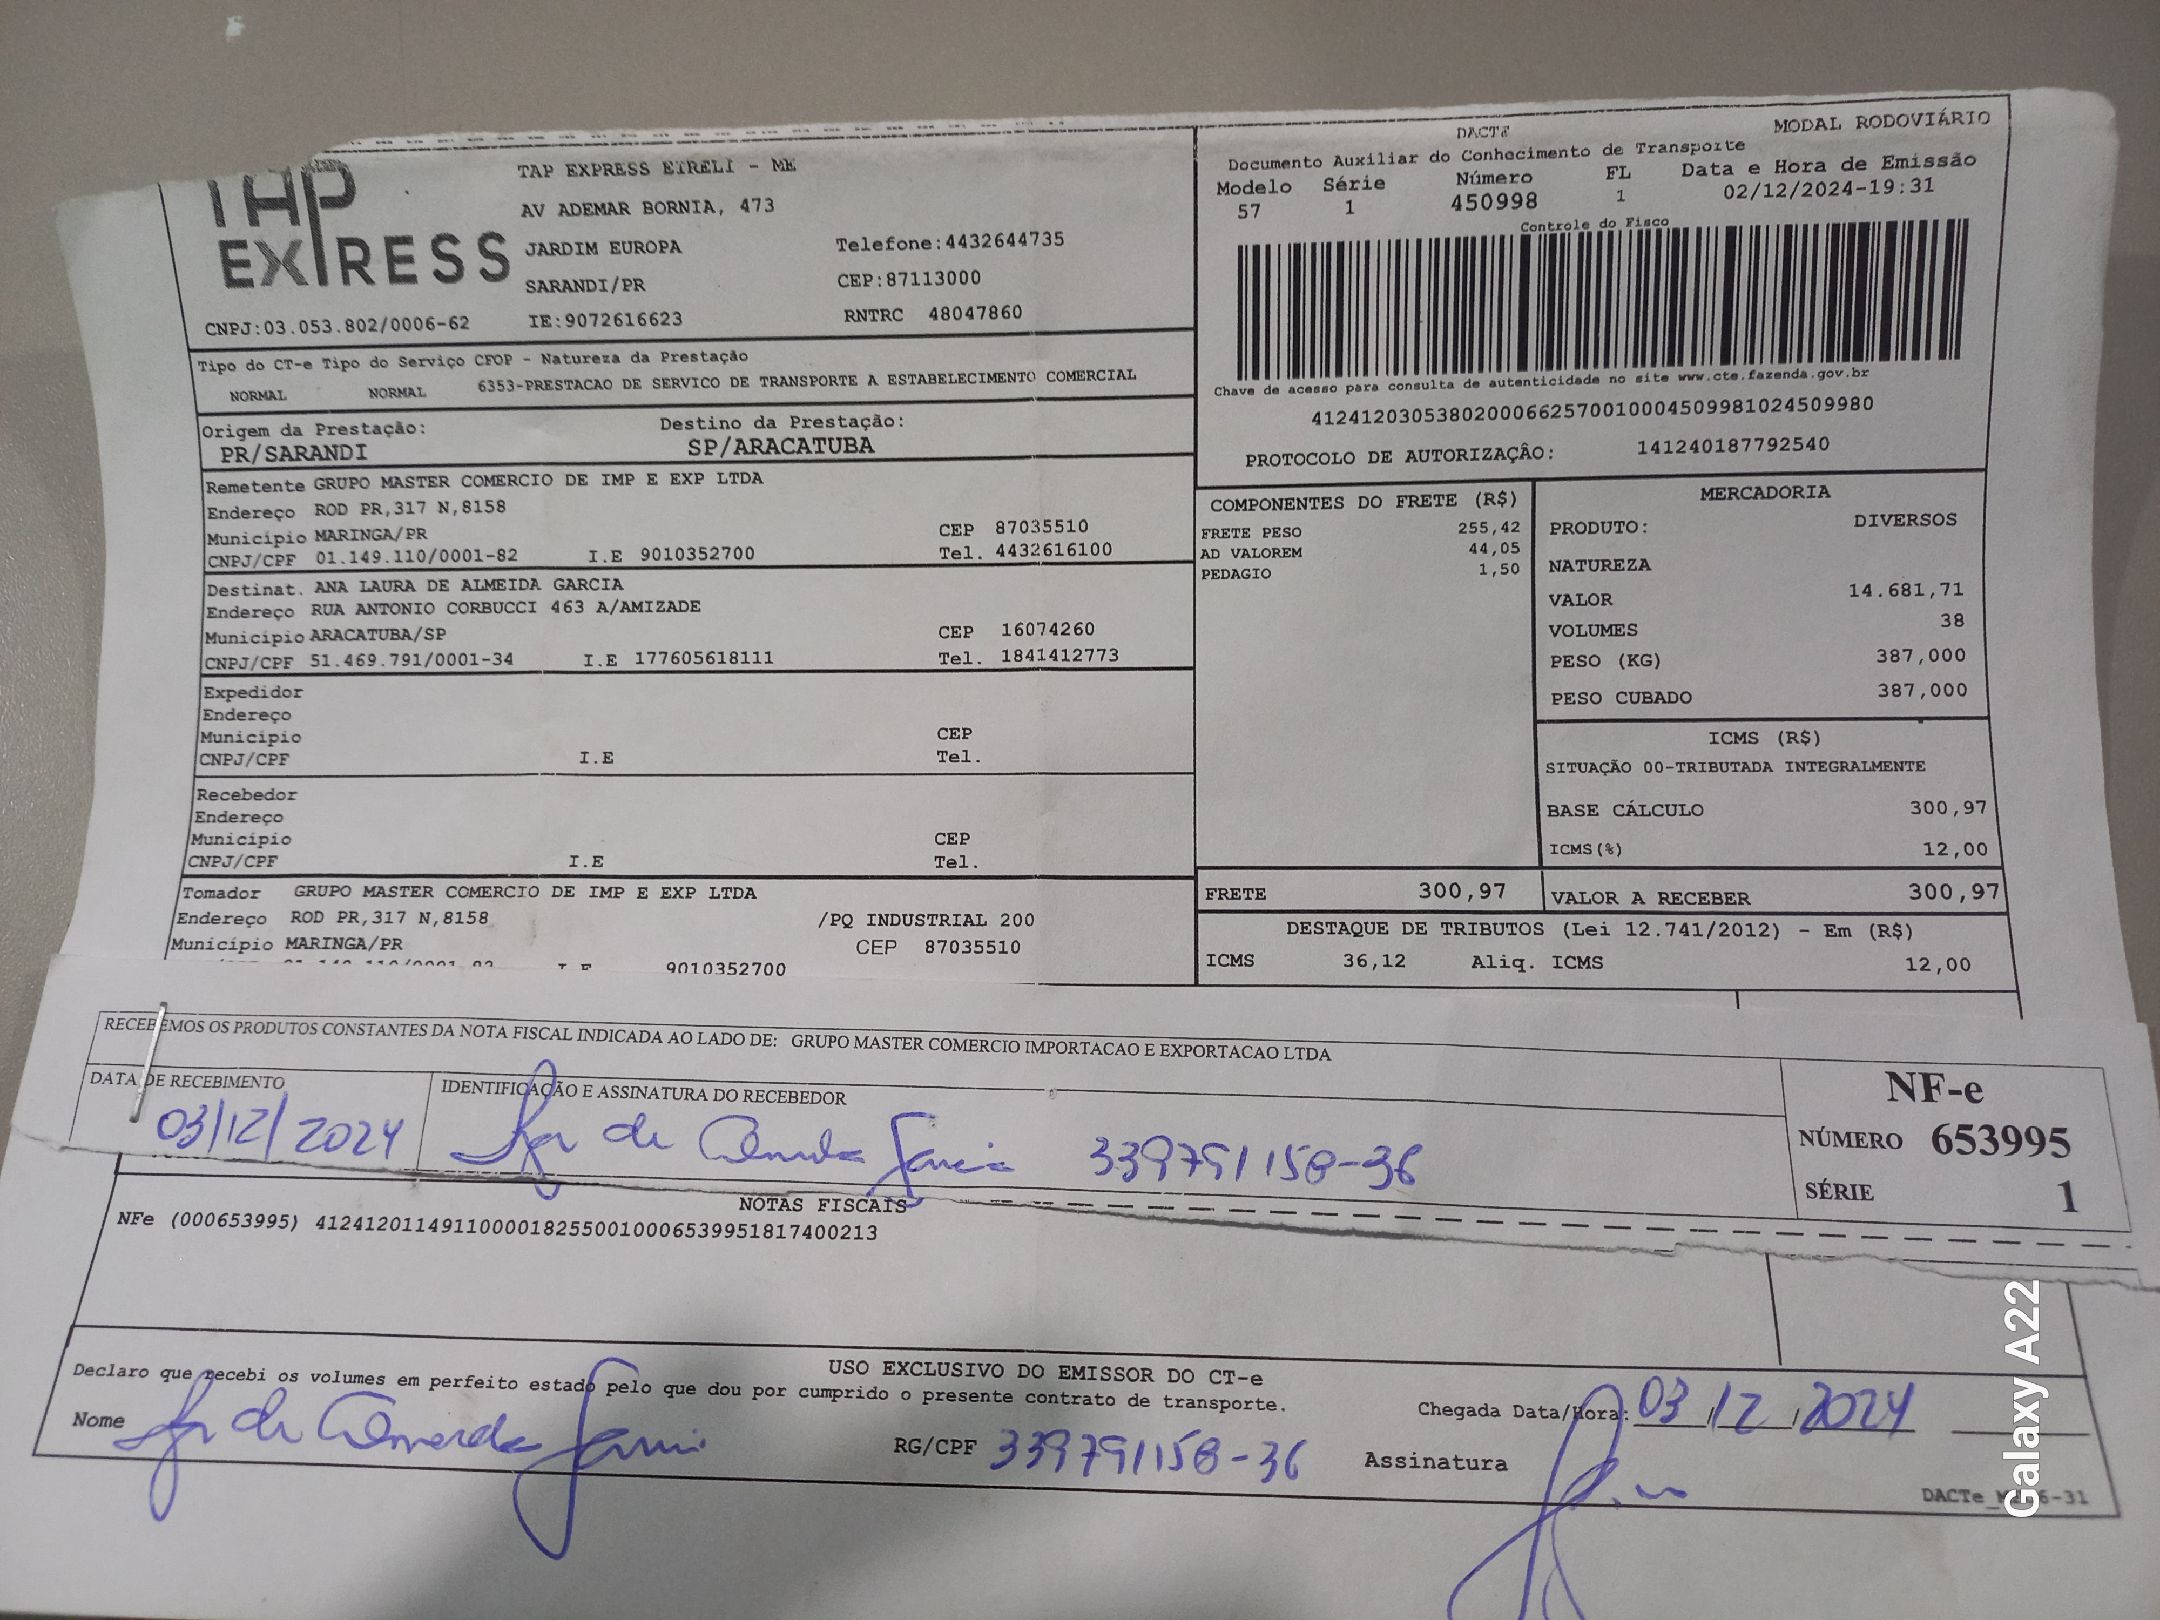 TAP EXPRESS
TAP EXPRESS EIRELI - ME
AV ADEMAR BORNIA, 473
JARDIM EUROPA Telefone:4432644735
SARANDI/PR CEP:87113000
CNPJ:03.053.802/0006-62 IE:9072616623 RNTRC 48047860
Tipo do CT-e Tipo do Serviço CFOP - Natureza da Prestação
NORMAL NORMAL 6353-PRESTACAO DE SERVICO DE TRANSPORTE A ESTABELECIMENTO COMERCIAL
Origem da Prestação: Destino da Prestação:
PR/SARANDI SP/ARACATUBA
Remetente GRUPO MASTER COMERCIO DE IMP E EXP LTDA
Endereço ROD PR,317 N,8158
Município MARINGA/PR CEP 87035510
CNPJ/CPF 01.149.110/0001-82 I.E 9010352700 Tel. 4432616100
Destinat. ANA LAURA DE ALMEIDA GARCIA
Endereço RUA ANTONIO CORBUCCI 463 A/AMIZADE
Município ARACATUBA/SP CEP 16074260
CNPJ/CPF 51.469.791/0001-34 I.E 177605618111 Tel. 1841412773
Expedidor
Endereço
Município CEP
CNPJ/CPF I.E Tel.
Recebedor
Endereço
Município CEP
CNPJ/CPF I.E Tel.
Tomador GRUPO MASTER COMERCIO DE IMP E EXP LTDA
Endereço ROD PR,317 N,8158 /PQ INDUSTRIAL 200
Município MARINGA/PR CEP 87035510
9010352700
DACTe MODAL RODOVIÁRIO
Documento Auxiliar do Conhecimento de Transporte
Modelo Série Número FL Data e Hora de Emissão
57 1 450998 1 02/12/2024-19:31
Controle do Fisco
Chave de acesso para consulta de autenticidade no site www.cte.fazenda.gov.br
41241203053802000662570010004509981024509980
PROTOCOLO DE AUTORIZAÇÂO: 141240187792540
COMPONENTES DO FRETE (R$)
FRETE PESO 255,42
AD VALOREM 44,05
PEDAGIO 1,50
MERCADORIA
PRODUTO: DIVERSOS
NATUREZA
VALOR 14.681,71
VOLUMES 38
PESO (KG) 387,000
PESO CUBADO 387,000
ICMS (R$)
SITUAÇÃO 00-TRIBUTADA INTEGRALMENTE
BASE CÁLCULO 300,97
ICMS(%) 12,00
FRETE 300,97 VALOR A RECEBER 300,97
DESTAQUE DE TRIBUTOS (Lei 12.741/2012) - Em (R$)
ICMS 36,12 Aliq. ICMS 12,00
RECEBEMOS OS PRODUTOS CONSTANTES DA NOTA FISCAL INDICADA AO LADO DE: GRUPO MASTER COMERCIO IMPORTACAO E EXPORTACAO LTDA
DATA DE RECEBIMENTO IDENTIFICAÇÃO E ASSINATURA DO RECEBEDOR
03/12/2024 de Almeida Garcia 339791158-36
NF-e
NÚMERO 653995
SÉRIE 1
NOTAS FISCAIS
NFe (000653995) 41241201149110000182550010006539951817400213
USO EXCLUSIVO DO EMISSOR DO CT-e
Declaro que recebi os volumes em perfeito estado pelo que dou por cumprido o presente contrato de transporte.
Nome de Almeida Garcia RG/CPF 339791158-36
Chegada Data/Hora: 03/12/2024
Assinatura
Galaxy A22